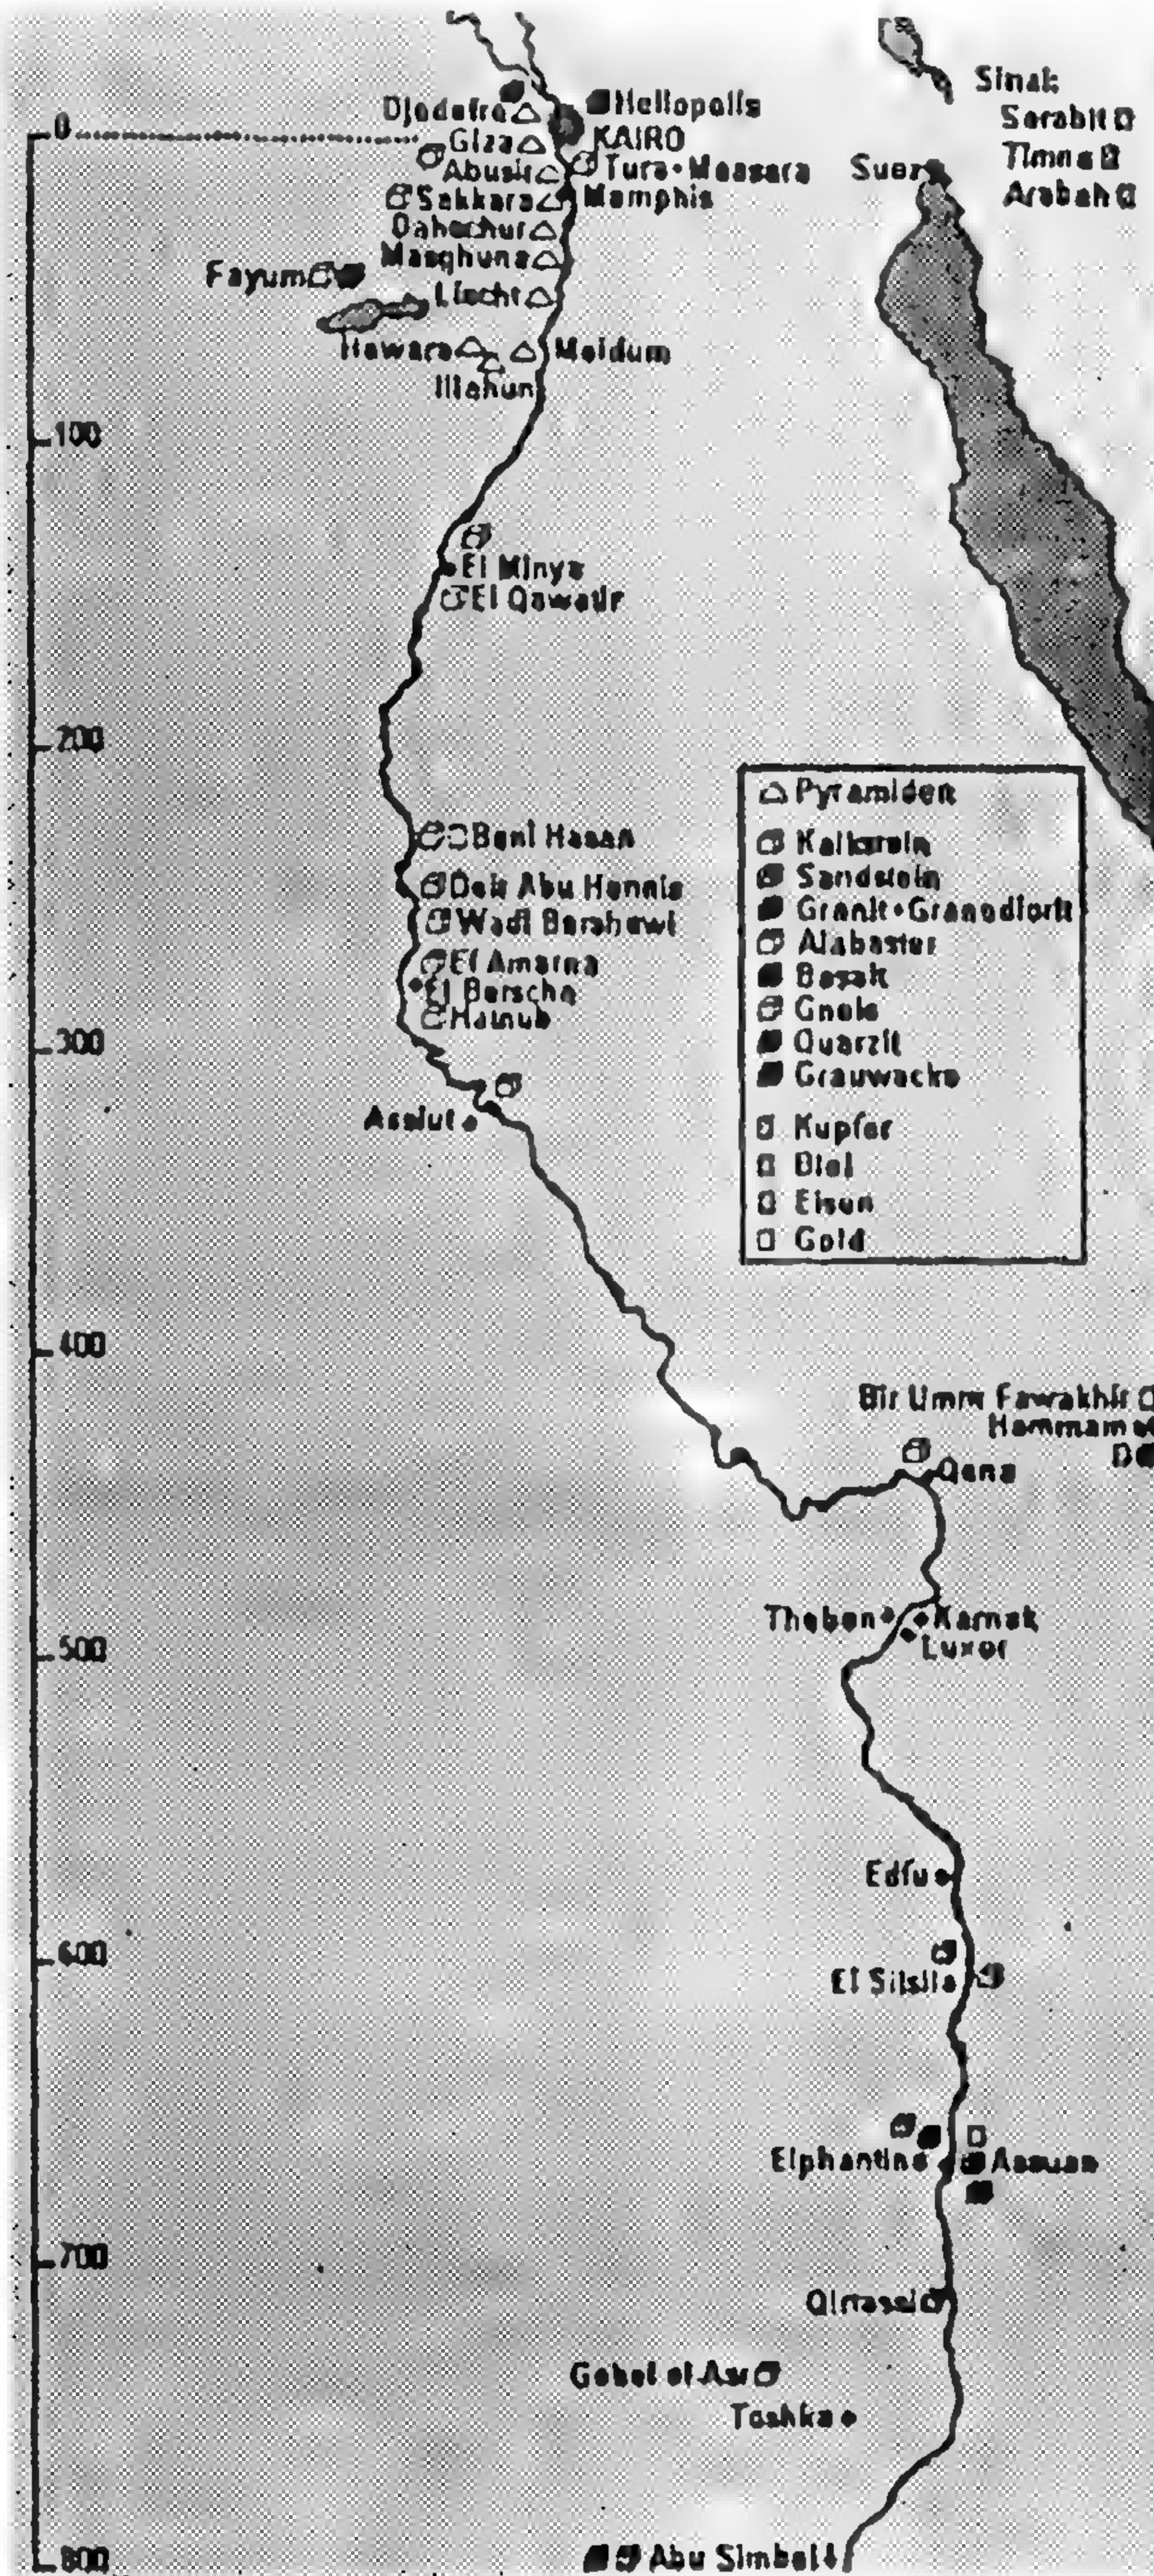 Sinai:
Djedefre
Heliopolis
Serabit
0
Giza
KAIRO
Timna
Abusir
Tura•Maasara
Suez
Sakkara
Memphis
Arabah
Dahschur
Masghuna
Fayum
Lischt
Hawara
Meidum
Illahun
100
El Minya
El Qawatir
200
Pyramiden
Beni Hasan
Kalkstein
Sandstein
Deir Abu Hennis
Granit•Granodiorit
Wadi Barshawi
Alabaster
El Amarna
Basalt
El Berscha
Gneis
Hatnub
300
Quarzit
Grauwacke
Assiut
Kupfer
Blei
Eisen
Gold
400
Bir Umm Fawakhir
Hammama
Qena
Theben
Karnak
Luxor
500
Edfu
600
El Silsila
Elphantine
Assuan
700
Qirtassi
Gebel el-Asr
Toshka
800
Abu Simbel